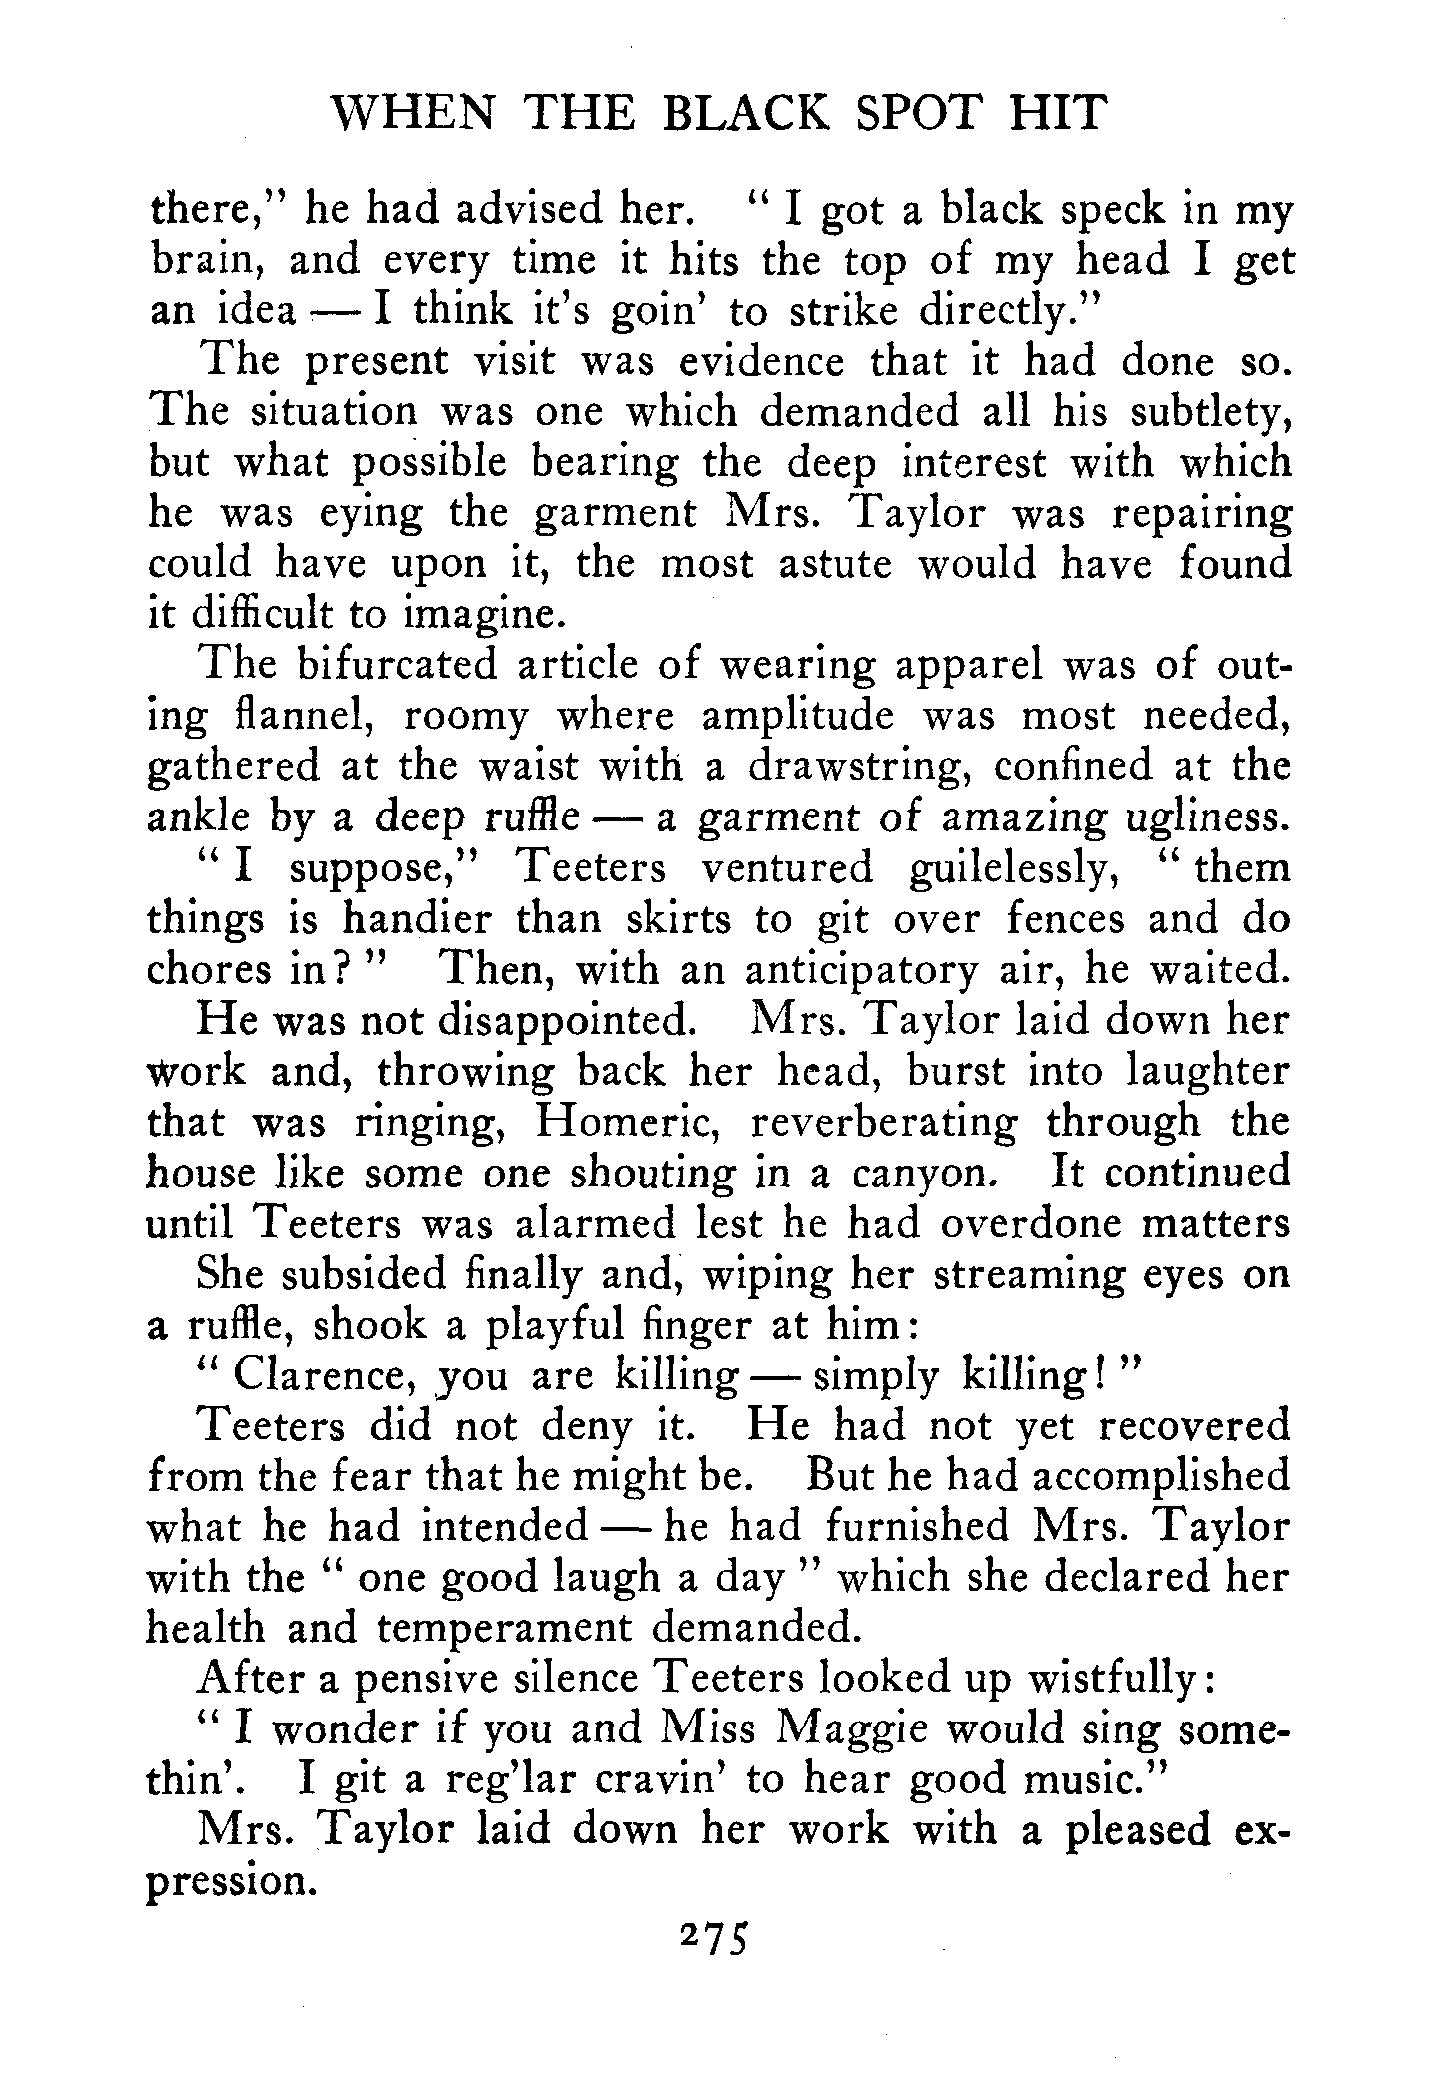 WHEN THE BLACK SPOT HIT
there," he had advised her. " I got a black speck in my
brain, and every time it hits the top of my head I get
an idea — I think it's goin' to strike directly."
The present visit was evidence that it had done so.
The situation was one which demanded all his subtlety,
but what possible bearing the deep interest with which
he was eying the garment Mrs. Taylor was repairing
could have upon it, the most astute would have found
it difficult to imagine.
The bifurcated article of wearing apparel was of out-
ing flannel, roomy where amplitude was most needed,
gathered at the waist with a drawstring, confined at the
ankle by a deep ruffle — a garment of amazing ugliness.
" I suppose," Teeters ventured guilelessly, " them
things is handier than skirts to git over fences and do
chores in? " Then, with an anticipatory air, he waited.
He was not disappointed. Mrs. Taylor laid down her
work and, throwing back her head, burst into laughter
that was ringing, Homeric, reverberating through the
house like some one shouting in a canyon. It continued
until Teeters was alarmed lest he had overdone matters
She subsided finally and, wiping her streaming eyes on
a ruffle, shook a playful finger at him:
" Clarence, you are killing — simply killing! "
Teeters did not deny it. He had not yet recovered
from the fear that he might be. But he had accomplished
what he had intended — he had furnished Mrs. Taylor
with the " one good laugh a day " which she declared her
health and temperament demanded.
After a pensive silence Teeters looked up wistfully:
" I wonder if you and Miss Maggie would sing some-
thin'. I git a reg'lar cravin' to hear good music."
Mrs. Taylor laid down her work with a pleased ex-
pression.
275